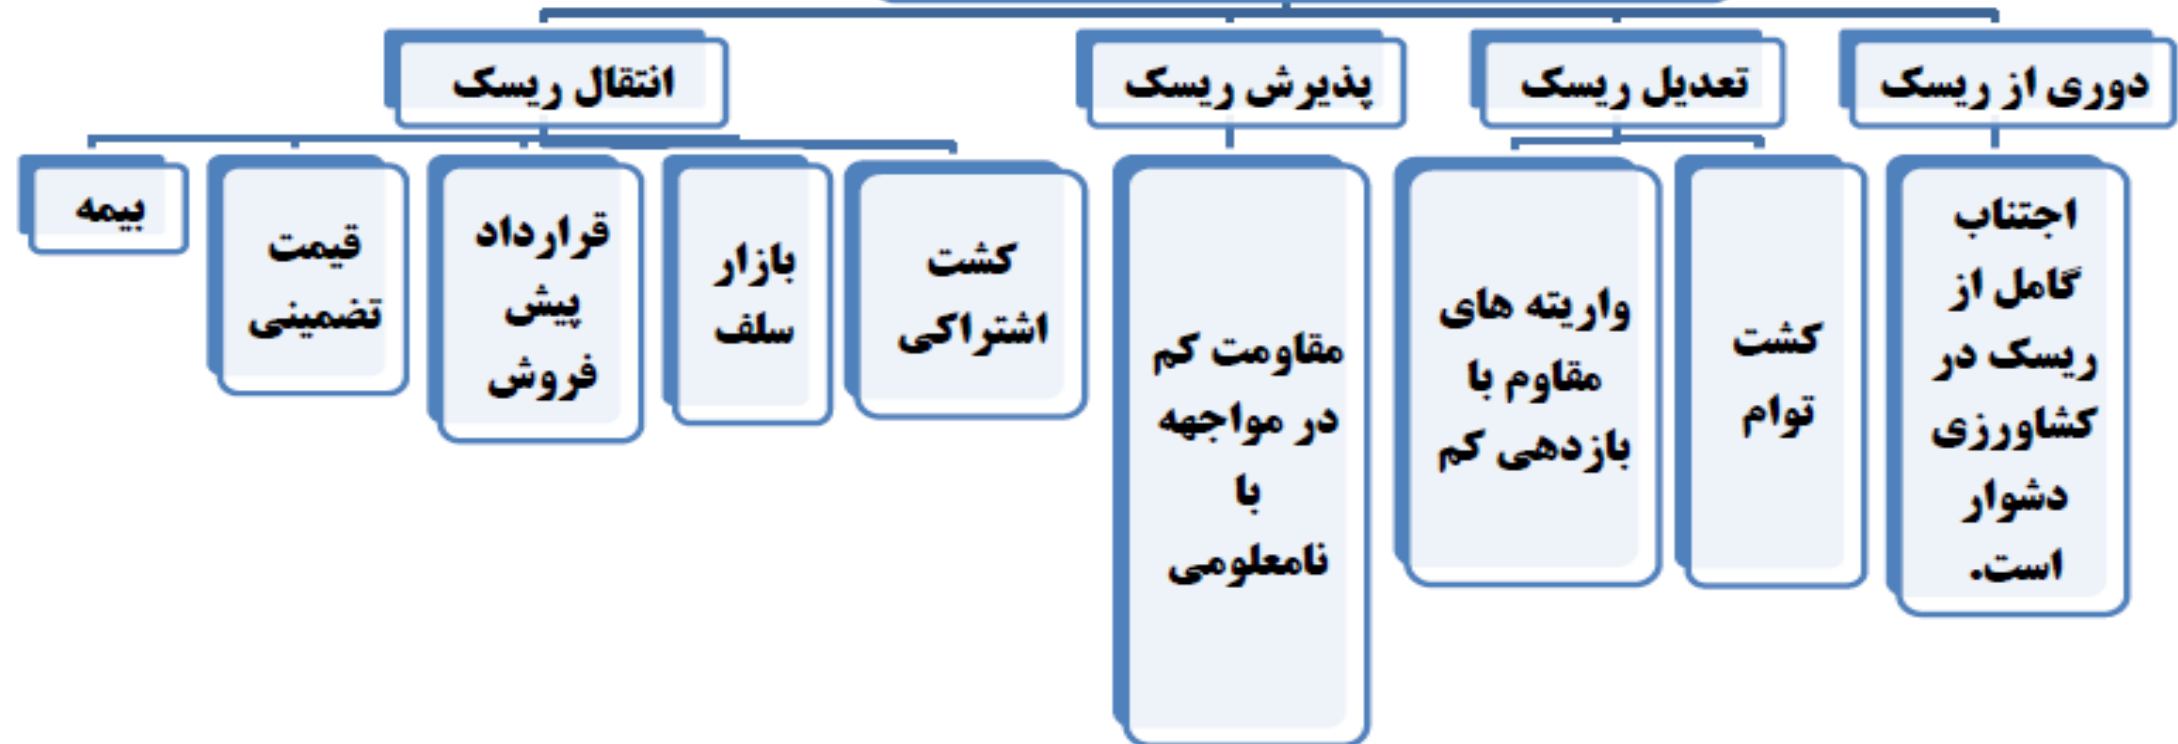 دوری از ریسک
تعدیل ریسک
پذیرش ریسک
انتقال ریسک
اجتناب
گامل از
ریسک در
کشاورزی
دشوار
است.
کشت
توام
واریته های
مقاوم با
بازدهی کم
مقاومت کم
در مواجهه
با
نامعلومی
کشت
اشتراکی
بازار
سلف
قرارداد
پیش
فروش
قیمت
تضمینی
بیمه